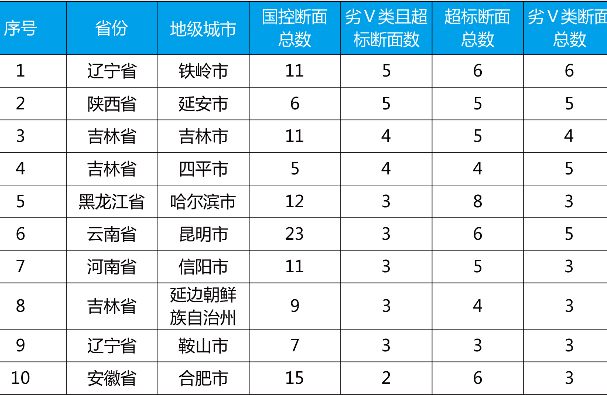 序号 省份 地级城市 国控断面总数 劣Ⅴ类且超标断面数 超标断面总数 劣Ⅴ类断面总数
1 辽宁省 铁岭市 11 5 6 6
2 陕西省 延安市 6 5 5 5
3 吉林省 吉林市 11 4 5 4
4 吉林省 四平市 5 4 4 5
5 黑龙江省 哈尔滨市 12 3 8 3
6 云南省 昆明市 23 3 6 5
7 河南省 信阳市 11 3 5 3
8 吉林省 延边朝鲜族自治州 9 3 4 3
9 辽宁省 鞍山市 7 3 3 3
10 安徽省 合肥市 15 2 6 3